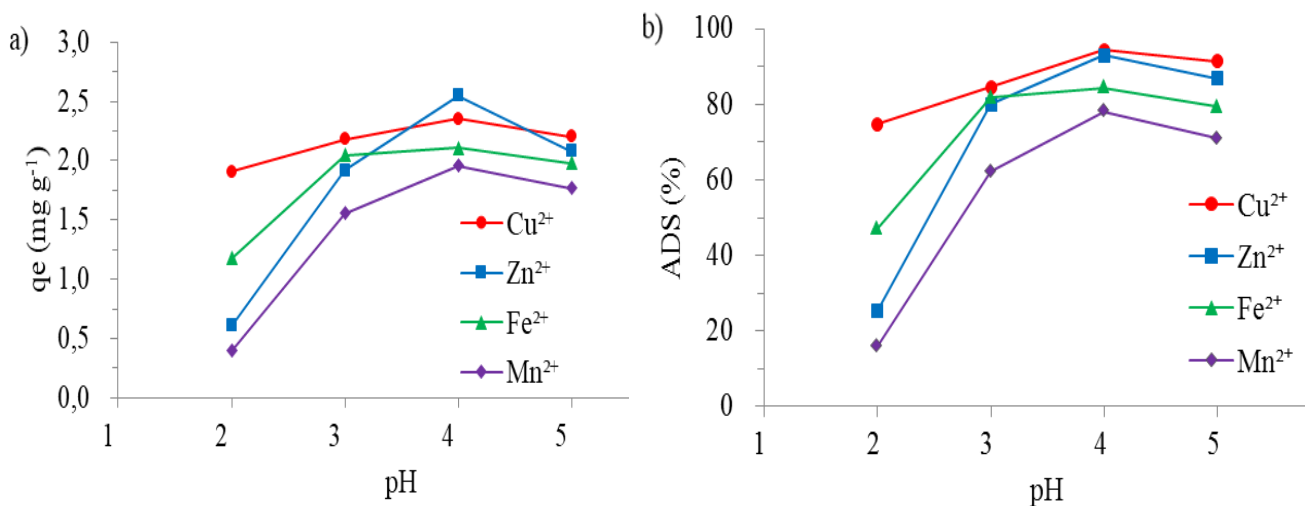 a)
qe (mg g⁻¹)
3,0
2,5
2,0
1,5
1,0
0,5
0,0
1 2 3 4 5
pH
Cu²⁺
Zn²⁺
Fe²⁺
Mn²⁺
b)
ADS (%)
100
80
60
40
20
0
1 2 3 4 5
pH
Cu²⁺
Zn²⁺
Fe²⁺
Mn²⁺